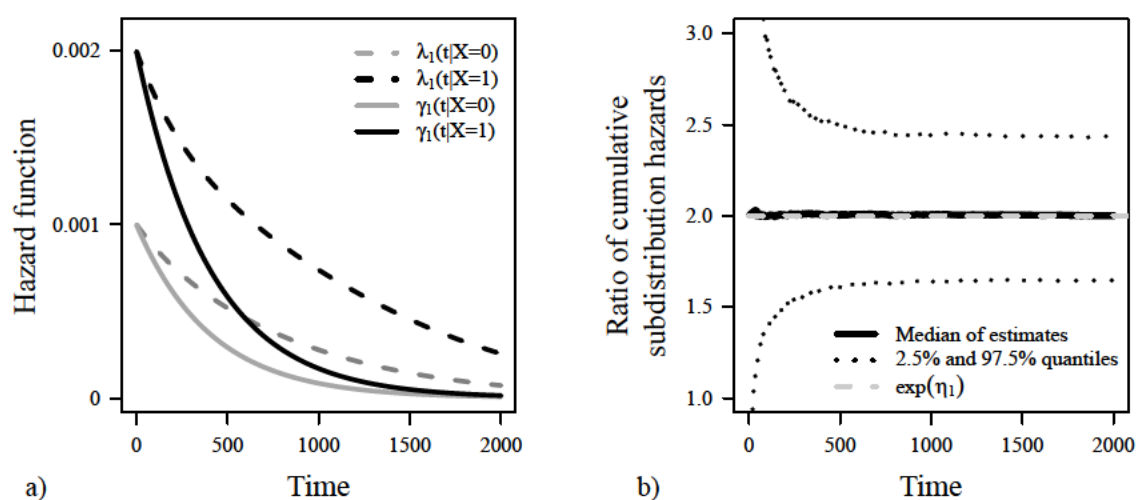 Hazard function
0.002
0.001
0
λ₁(t|X=0)
λ₁(t|X=1)
γ₁(t|X=0)
γ₁(t|X=1)
0 500 1000 1500 2000
Time
a)
Ratio of cumulative
subdistribution hazards
3.0
2.5
2.0
1.5
1.0
Median of estimates
2.5% and 97.5% quantiles
exp(η₁)
0 500 1000 1500 2000
Time
b)